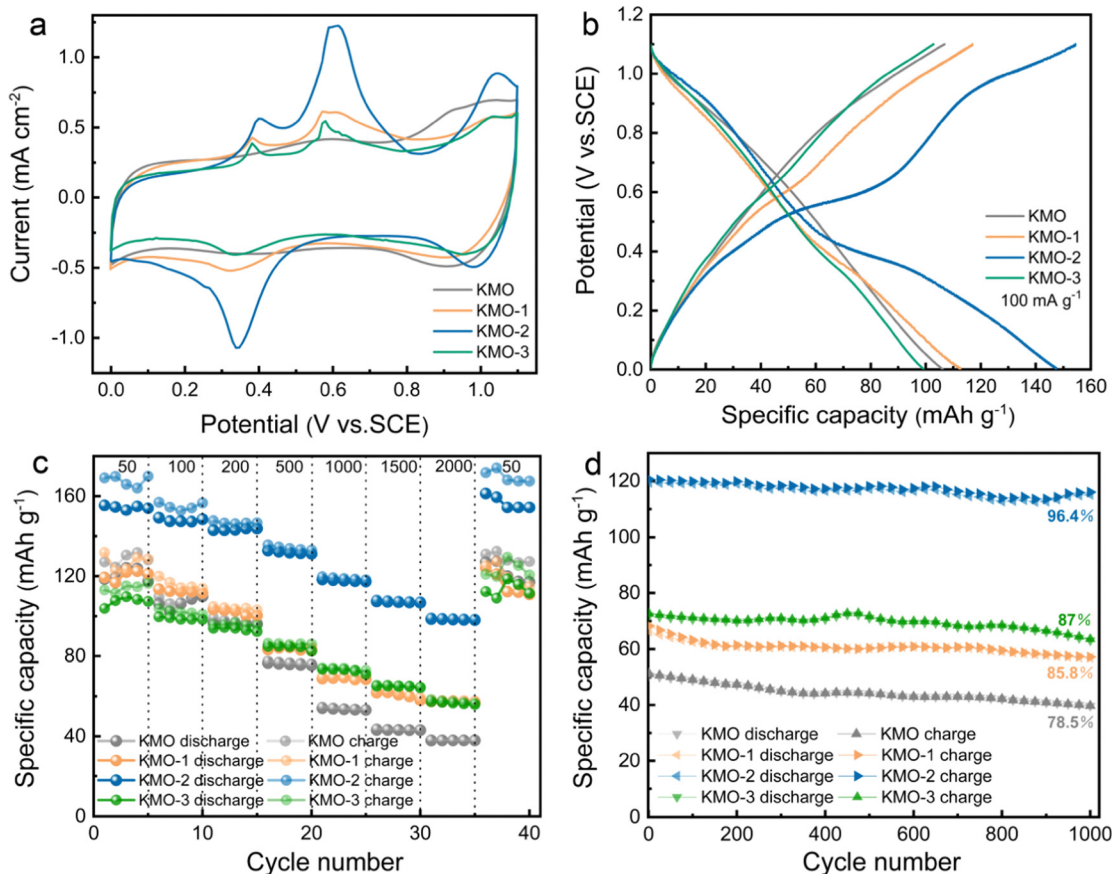 a
1.0
0.5
0.0
-0.5
-1.0
Current (mA cm⁻²)
0.0 0.2 0.4 0.6 0.8 1.0
Potential (V vs.SCE)
KMO
KMO-1
KMO-2
KMO-3
b
1.2
1.0
0.8
0.6
0.4
0.2
0.0
Potential (V vs.SCE)
0 20 40 60 80 100 120 140 160
Specific capacity (mAh g⁻¹)
KMO
KMO-1
KMO-2
KMO-3
100 mA g⁻¹
c
50 100 200 500 1000 1500 2000 50
160
120
80
40
0
Specific capacity (mAh g⁻¹)
KMO discharge KMO charge
KMO-1 discharge KMO-1 charge
KMO-2 discharge KMO-2 charge
KMO-3 discharge KMO-3 charge
0 10 20 30 40
Cycle number
d
120
100
80
60
40
20
0
Specific capacity (mAh g⁻¹)
96.4%
87%
85.8%
78.5%
KMO discharge KMO charge
KMO-1 discharge KMO-1 charge
KMO-2 discharge KMO-2 charge
KMO-3 discharge KMO-3 charge
0 200 400 600 800 1000
Cycle number